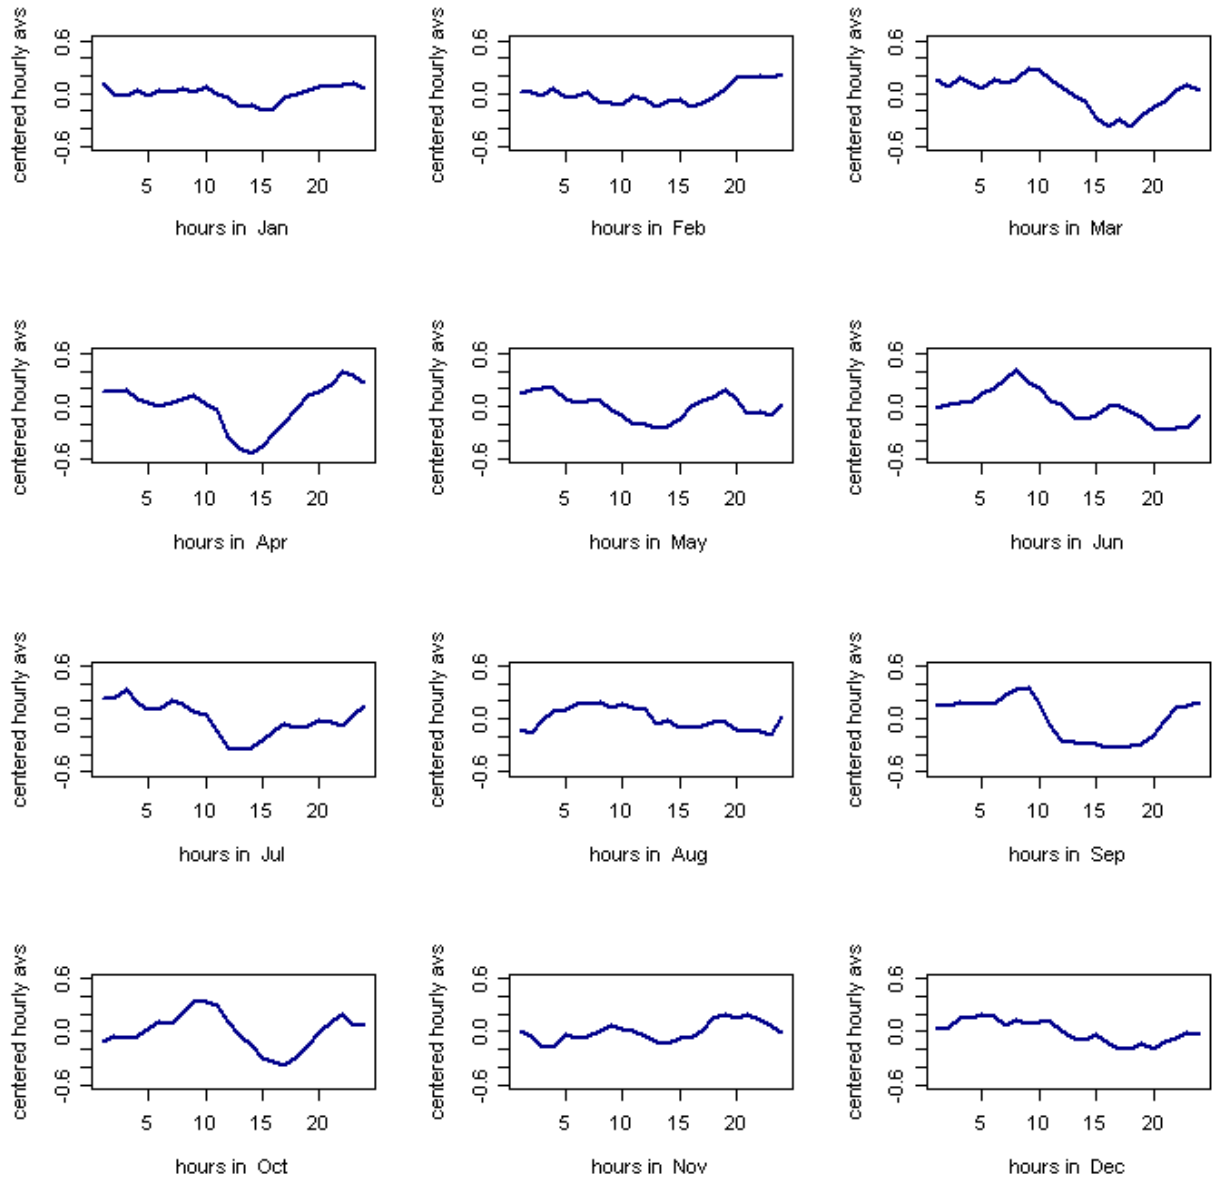 centered hourly avs
0.6
0.0
-0.6
5 10 15 20
hours in Jan
centered hourly avs
0.6
0.0
-0.6
5 10 15 20
hours in Feb
centered hourly avs
0.6
0.0
-0.6
5 10 15 20
hours in Mar
centered hourly avs
0.6
0.0
-0.6
5 10 15 20
hours in Apr
centered hourly avs
0.6
0.0
-0.6
5 10 15 20
hours in May
centered hourly avs
0.6
0.0
-0.6
5 10 15 20
hours in Jun
centered hourly avs
0.6
0.0
-0.6
5 10 15 20
hours in Jul
centered hourly avs
0.6
0.0
-0.6
5 10 15 20
hours in Aug
centered hourly avs
0.6
0.0
-0.6
5 10 15 20
hours in Sep
centered hourly avs
0.6
0.0
-0.6
5 10 15 20
hours in Oct
centered hourly avs
0.6
0.0
-0.6
5 10 15 20
hours in Nov
centered hourly avs
0.6
0.0
-0.6
5 10 15 20
hours in Dec